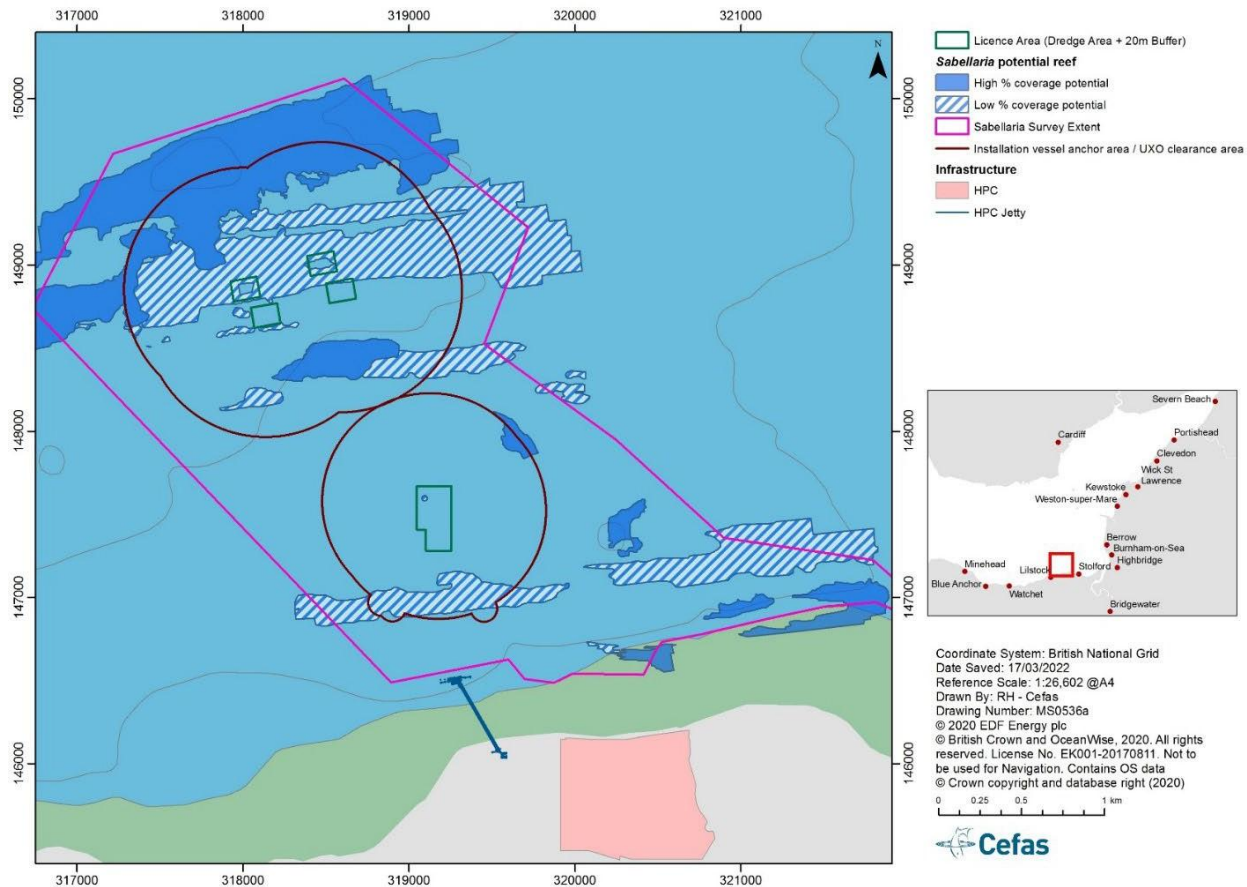 317000 318000 319000 320000 321000
150000 150000
149000 149000
148000 148000
147000 147000
146000 146000
317000 318000 319000 320000 321000
N
Licence Area (Dredge Area + 20m Buffer)
Sabellaria potential reef
High % coverage potential
Low % coverage potential
Sabellaria Survey Extent
Installation vessel anchor area / UXO clearance area
Infrastructure
HPC
HPC Jetty
Severn Beach
Cardiff
Portishead
Clevedon
Wick St
Lawrence
Kewstoke
Weston-super-Mare
Berrow
Burnham-on-Sea
Minehead
Lilstock
Stolford
Highbridge
Blue Anchor
Watchet
Bridgewater
Coordinate System: British National Grid
Date Saved: 17/03/2022
Reference Scale: 1:26,602 @A4
Drawn By: RH - Cefas
Drawing Number: MS0536a
© 2020 EDF Energy plc
© British Crown and OceanWise, 2020. All rights
reserved. License No. EK001-20170811. Not to
be used for Navigation. Contains OS data
© Crown copyright and database right (2020)
0 0.25 0.5 1 km
Cefas